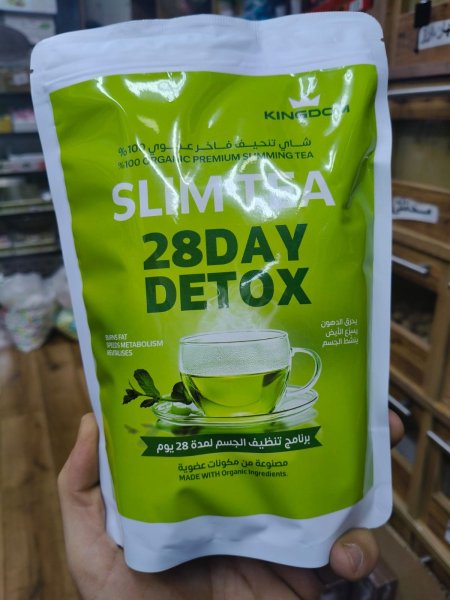 KINGDOM
شاي تنحيف فاخر عضوي 100%
%100 ORGANIC PREMIUM SLIMMING TEA
SLIM TEA
28DAY
DETOX
BURNS FAT
SPEEDS METABOLISM
REVITALISES
يحرق الدهون
يسرع الأيض
ينشط الجسم
برنامج تنظيف الجسم لمدة 28 يوم
مصنوعة من مكونات عضوية
MADE WITH Organic Ingredients.